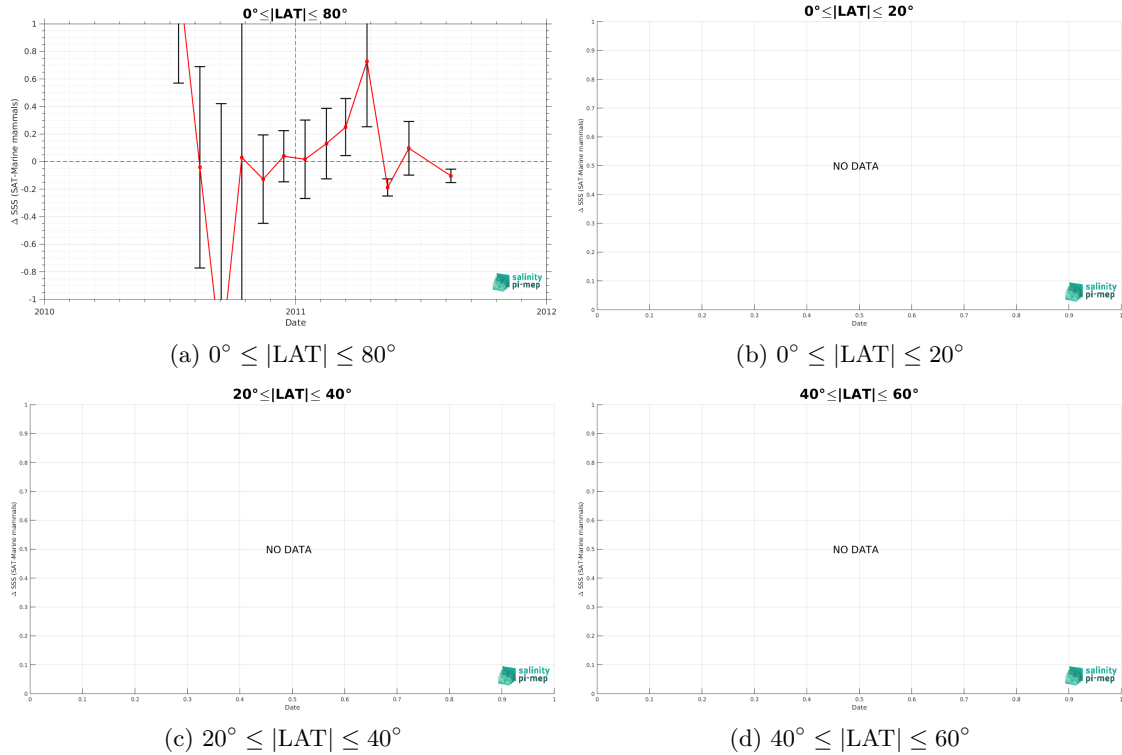 0°≤|LAT|≤ 80°
1
0.8
0.6
0.4
0.2
0
-0.2
-0.4
-0.6
-0.8
-1
Δ SSS (SAT-Marine mammals)
2010
2011
2012
Date
salinity
pi-mep
(a) 0° ≤ |LAT| ≤ 80°
0°≤|LAT|≤ 20°
1
0.9
0.8
0.7
0.6
0.5
0.4
0.3
0.2
0.1
0
Δ SSS (SAT-Marine mammals)
NO DATA
0 0.1 0.2 0.3 0.4 0.5 0.6 0.7 0.8 0.9 1
Date
salinity
pi-mep
(b) 0° ≤ |LAT| ≤ 20°
20°≤|LAT|≤ 40°
1
0.9
0.8
0.7
0.6
0.5
0.4
0.3
0.2
0.1
0
Δ SSS (SAT-Marine mammals)
NO DATA
0 0.1 0.2 0.3 0.4 0.5 0.6 0.7 0.8 0.9 1
Date
salinity
pi-mep
(c) 20° ≤ |LAT| ≤ 40°
40°≤|LAT|≤ 60°
1
0.9
0.8
0.7
0.6
0.5
0.4
0.3
0.2
0.1
0
Δ SSS (SAT-Marine mammals)
NO DATA
0 0.1 0.2 0.3 0.4 0.5 0.6 0.7 0.8 0.9 1
Date
salinity
pi-mep
(d) 40° ≤ |LAT| ≤ 60°